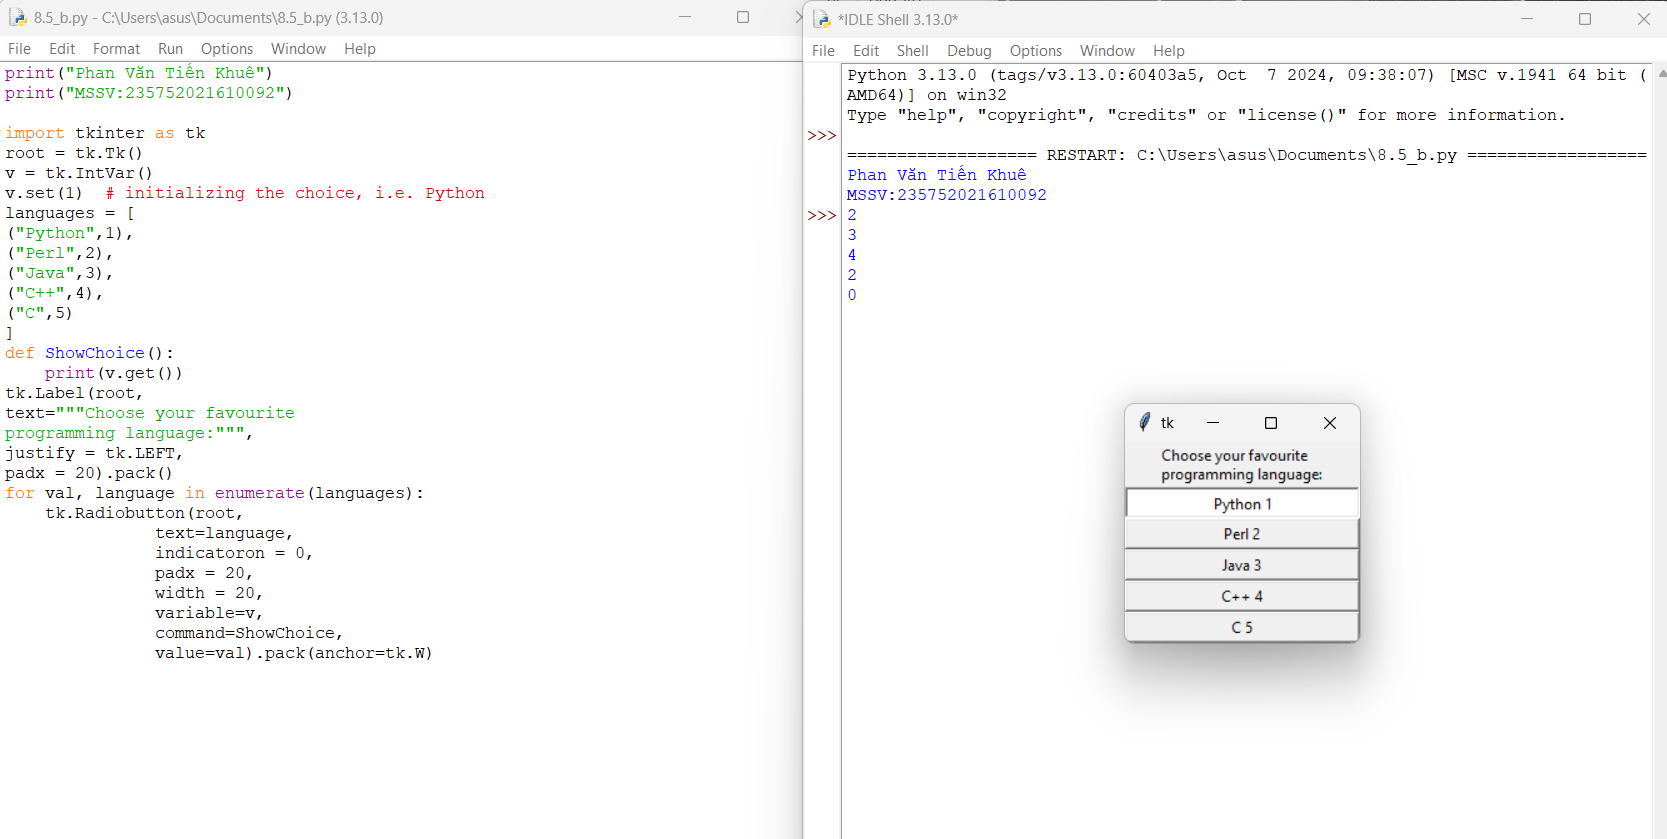 8.5_b.py - C:\Users\asus\Documents\8.5_b.py (3.13.0)
File Edit Format Run Options Window Help
print("Phan Văn Tiến Khuê")
print("MSSV:235752021610092")
import tkinter as tk
root = tk.Tk()
v = tk.IntVar()
v.set(1)  # initializing the choice, i.e. Python
languages = [
("Python",1),
("Perl",2),
("Java",3),
("C++",4),
("C",5)
]
def ShowChoice():
    print(v.get())
tk.Label(root,
text="""Choose your favourite
programming language:""",
justify = tk.LEFT,
padx = 20).pack()
for val, language in enumerate(languages):
    tk.Radiobutton(root,
               text=language,
               indicatoron = 0,
               padx = 20,
               width = 20,
               variable=v,
               command=ShowChoice,
               value=val).pack(anchor=tk.W)
*IDLE Shell 3.13.0*
File Edit Shell Debug Options Window Help
Python 3.13.0 (tags/v3.13.0:60403a5, Oct  7 2024, 09:38:07) [MSC v.1941 64 bit (
AMD64)] on win32
Type "help", "copyright", "credits" or "license()" for more information.
>>>
=================== RESTART: C:\Users\asus\Documents\8.5_b.py ==================
Phan Văn Tiến Khuê
MSSV:235752021610092
>>> 2
3
4
2
0
tk
Choose your favourite
programming language:
Python 1
Perl 2
Java 3
C++ 4
C 5